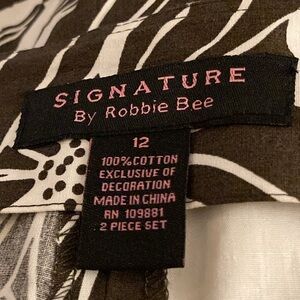 SIGNATURE
By Robbie Bee
12
100% COTTON
EXCLUSIVE OF
DECORATION
MADE IN CHINA
RN 109881
2 PIECE SET